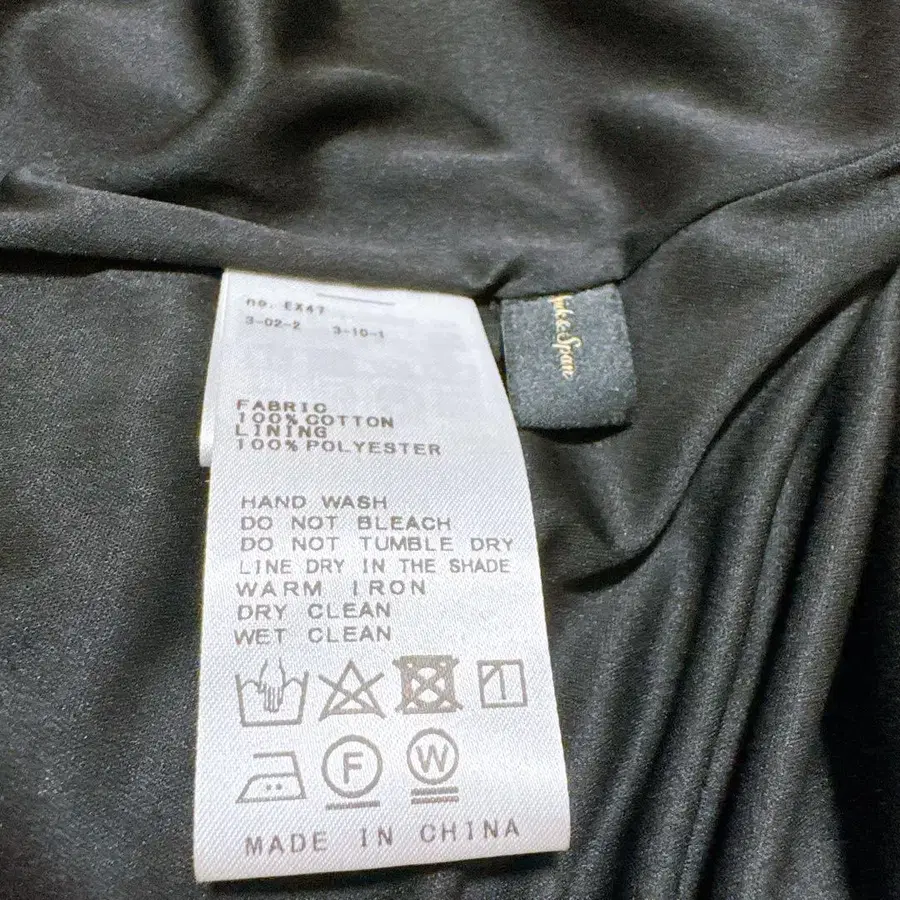 no. EX47
3-02-2 3-10-1
FABRIC
100% COTTON
LINING
100% POLYESTER
HAND WASH
DO NOT BLEACH
DO NOT TUMBLE DRY
LINE DRY IN THE SHADE
WARM IRON
DRY CLEAN
WET CLEAN
F W
MADE IN CHINA
& Span